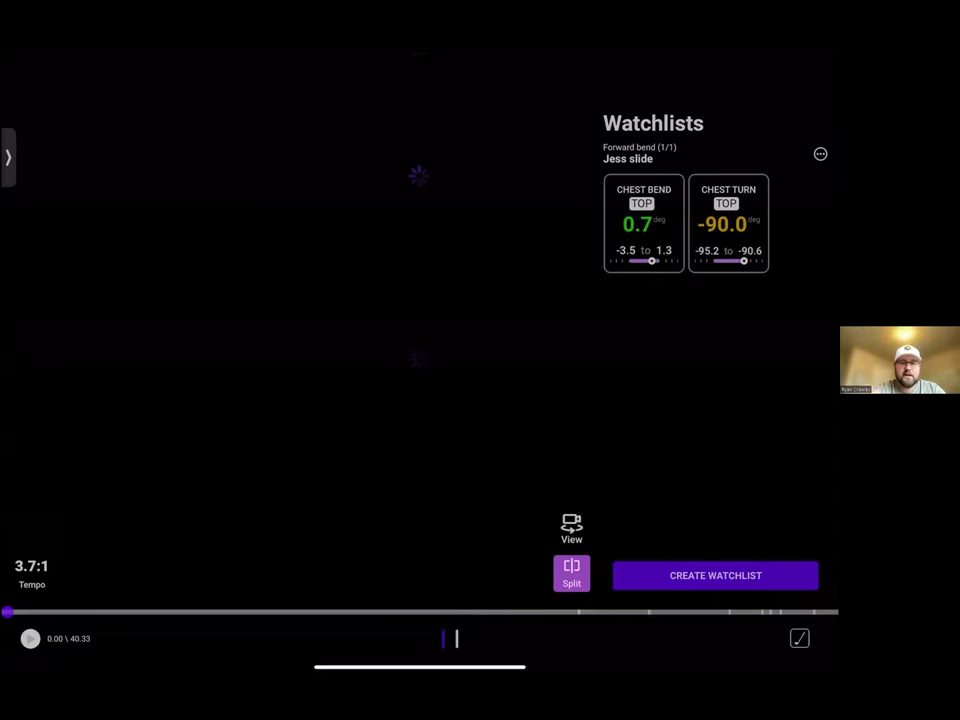 Watchlists
Forward bend (1/1)
Jess slide
CHEST BEND
TOP
0.7 deg
-3.5 to 1.3
CHEST TURN
TOP
-90.0 deg
-95.2 to -90.6
Ryan Crawley
View
3.7:1
Tempo
Split
CREATE WATCHLIST
0.00 \ 40.33